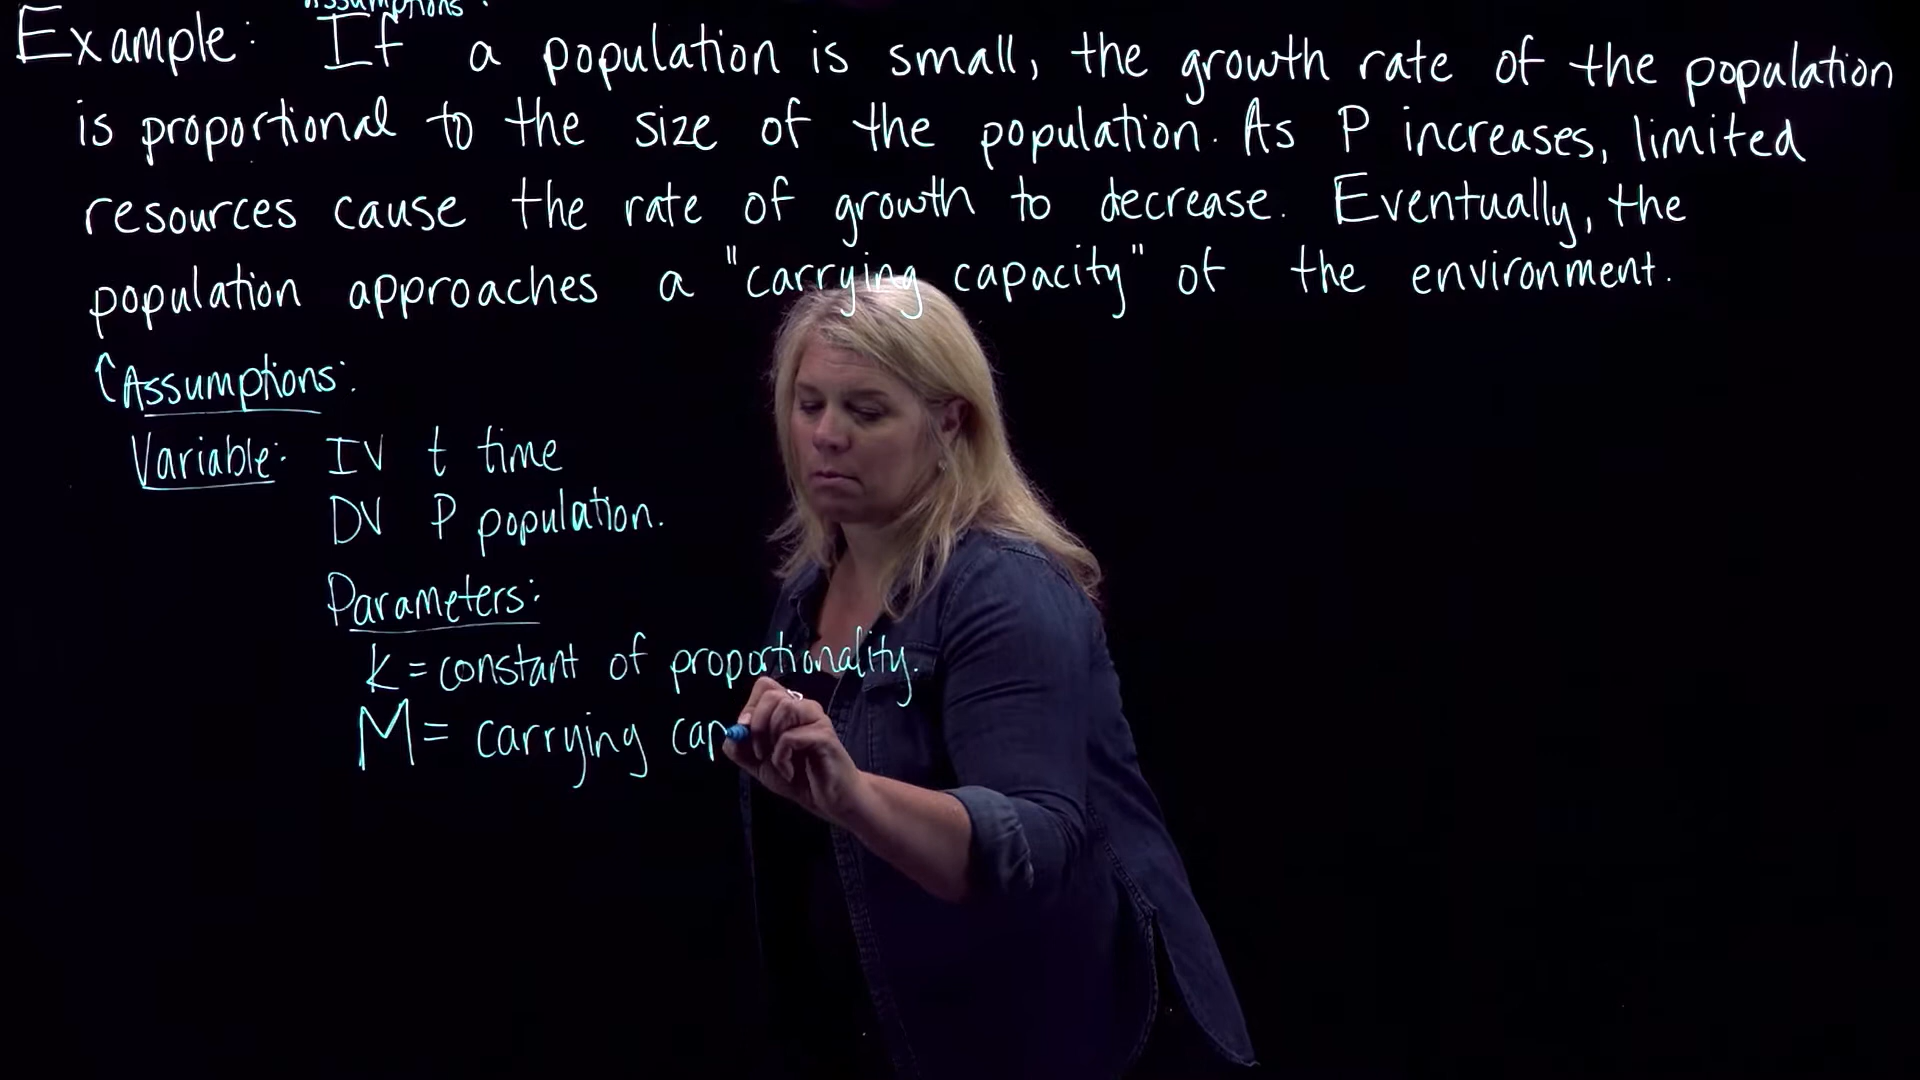 Assumptions:
Example: If a population is small, the growth rate of the population
is proportional to the size of the population. As P increases, limited
resources cause the rate of growth to decrease. Eventually, the
population approaches a "carrying capacity" of the environment.
(Assumptions:
Variable: IV t time
DV P population.
Parameters:
k = constant of proportionality.
M = carrying cap